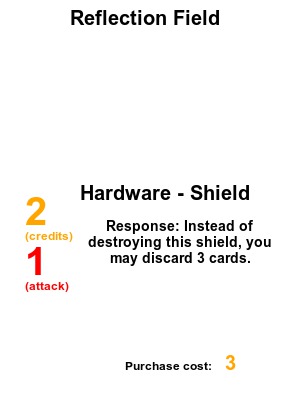 Reflection Field
Hardware - Shield
2
(credits)
1
(attack)
Response: Instead of
destroying this shield, you
may discard 3 cards.
Purchase cost: 3